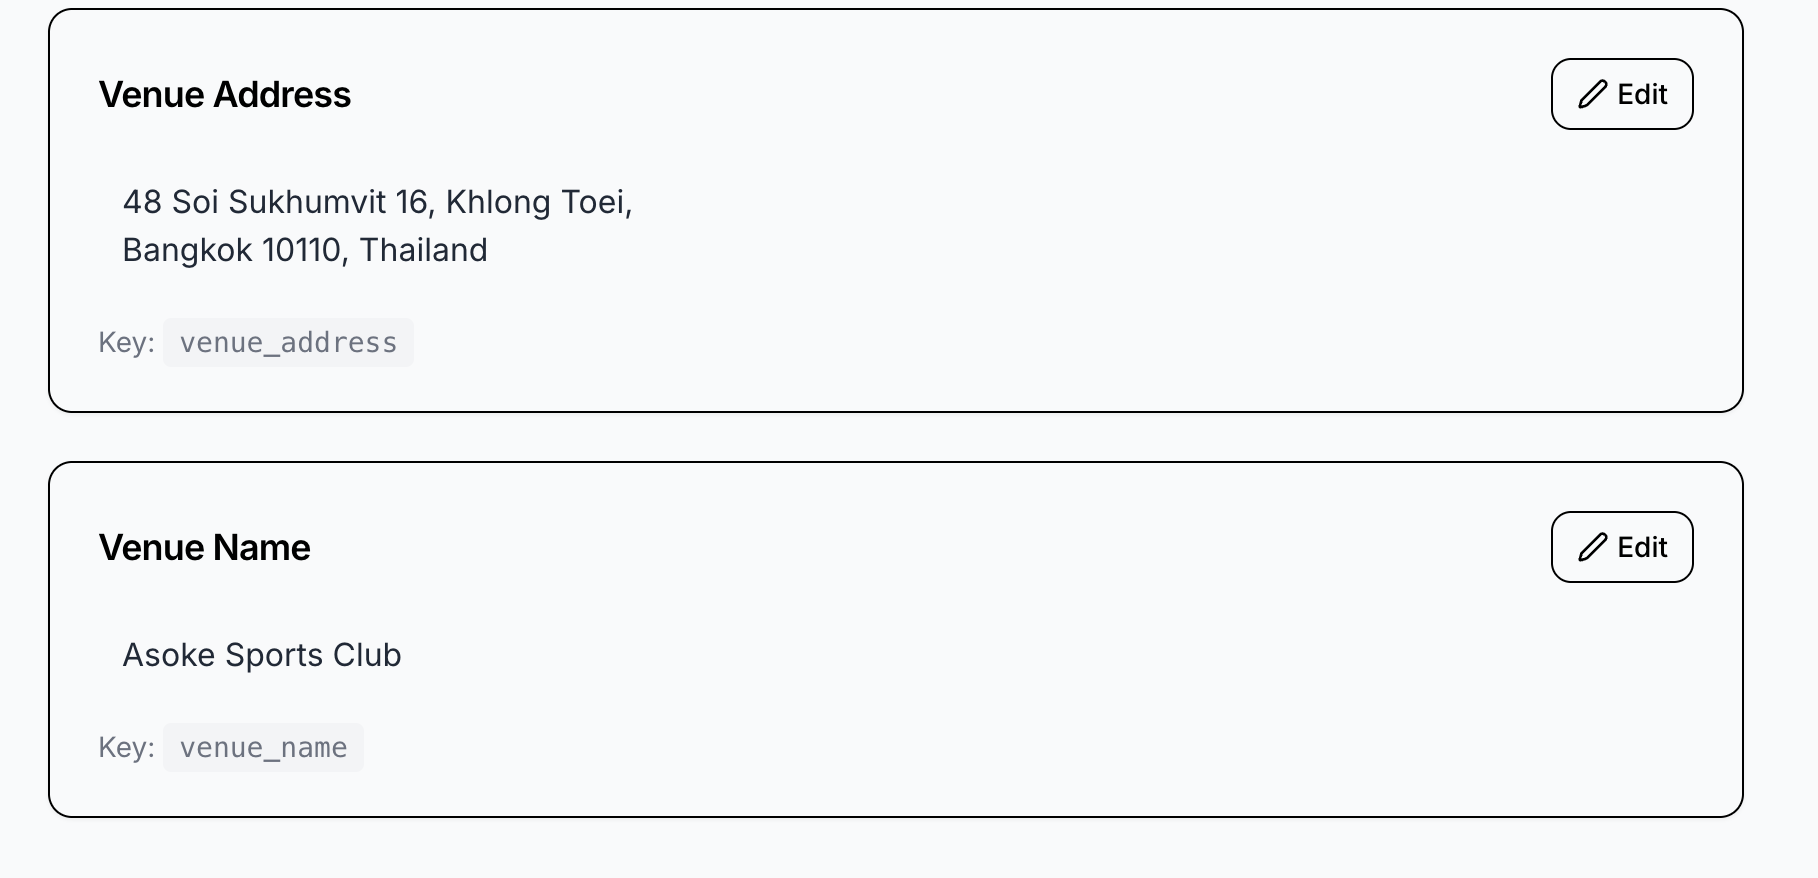 Venue Address
Edit
48 Soi Sukhumvit 16, Khlong Toei,
Bangkok 10110, Thailand
Key: venue_address
Venue Name
Edit
Asoke Sports Club
Key: venue_name